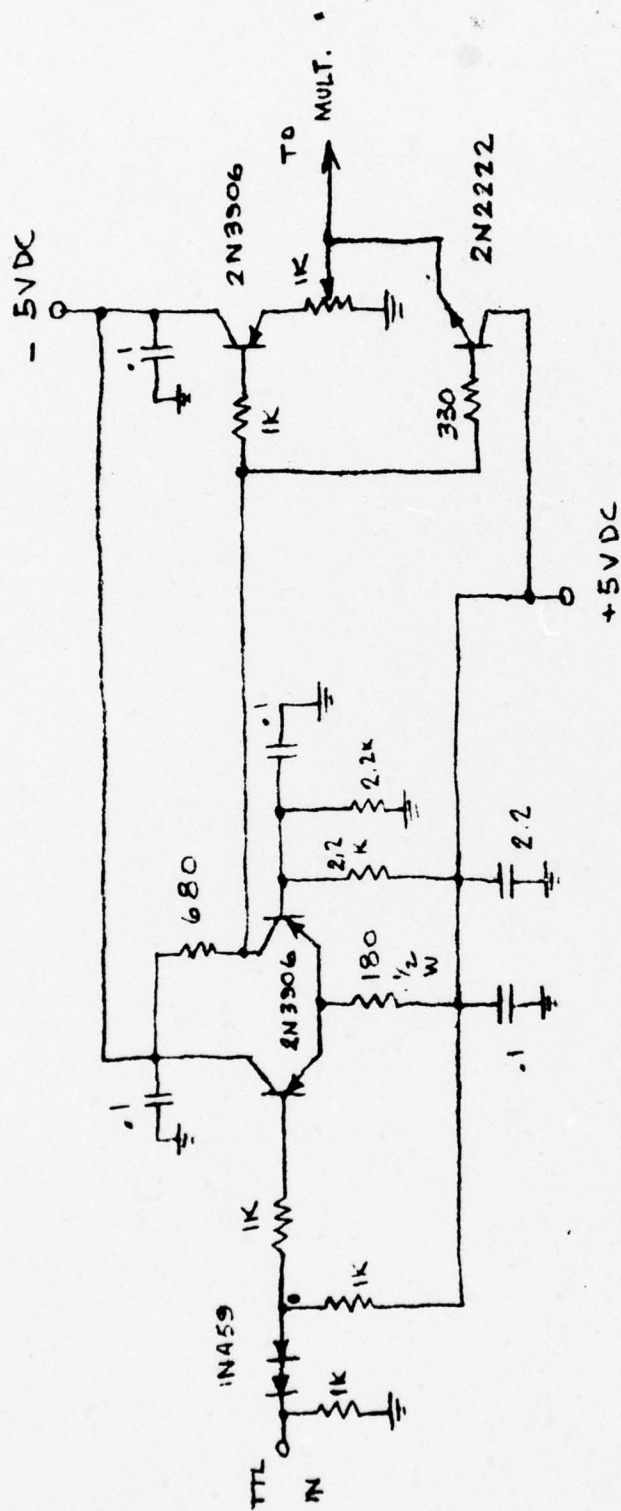 - 5VDC
2N3906
1K
TO
MULT.
.1
1K
330
2N2222
+5VDC
680
.1
2.2K
2.2
K
2N3906
180
1/2
W
2.2
.1
.1
1K
1N459
1K
1K
TTL
IN